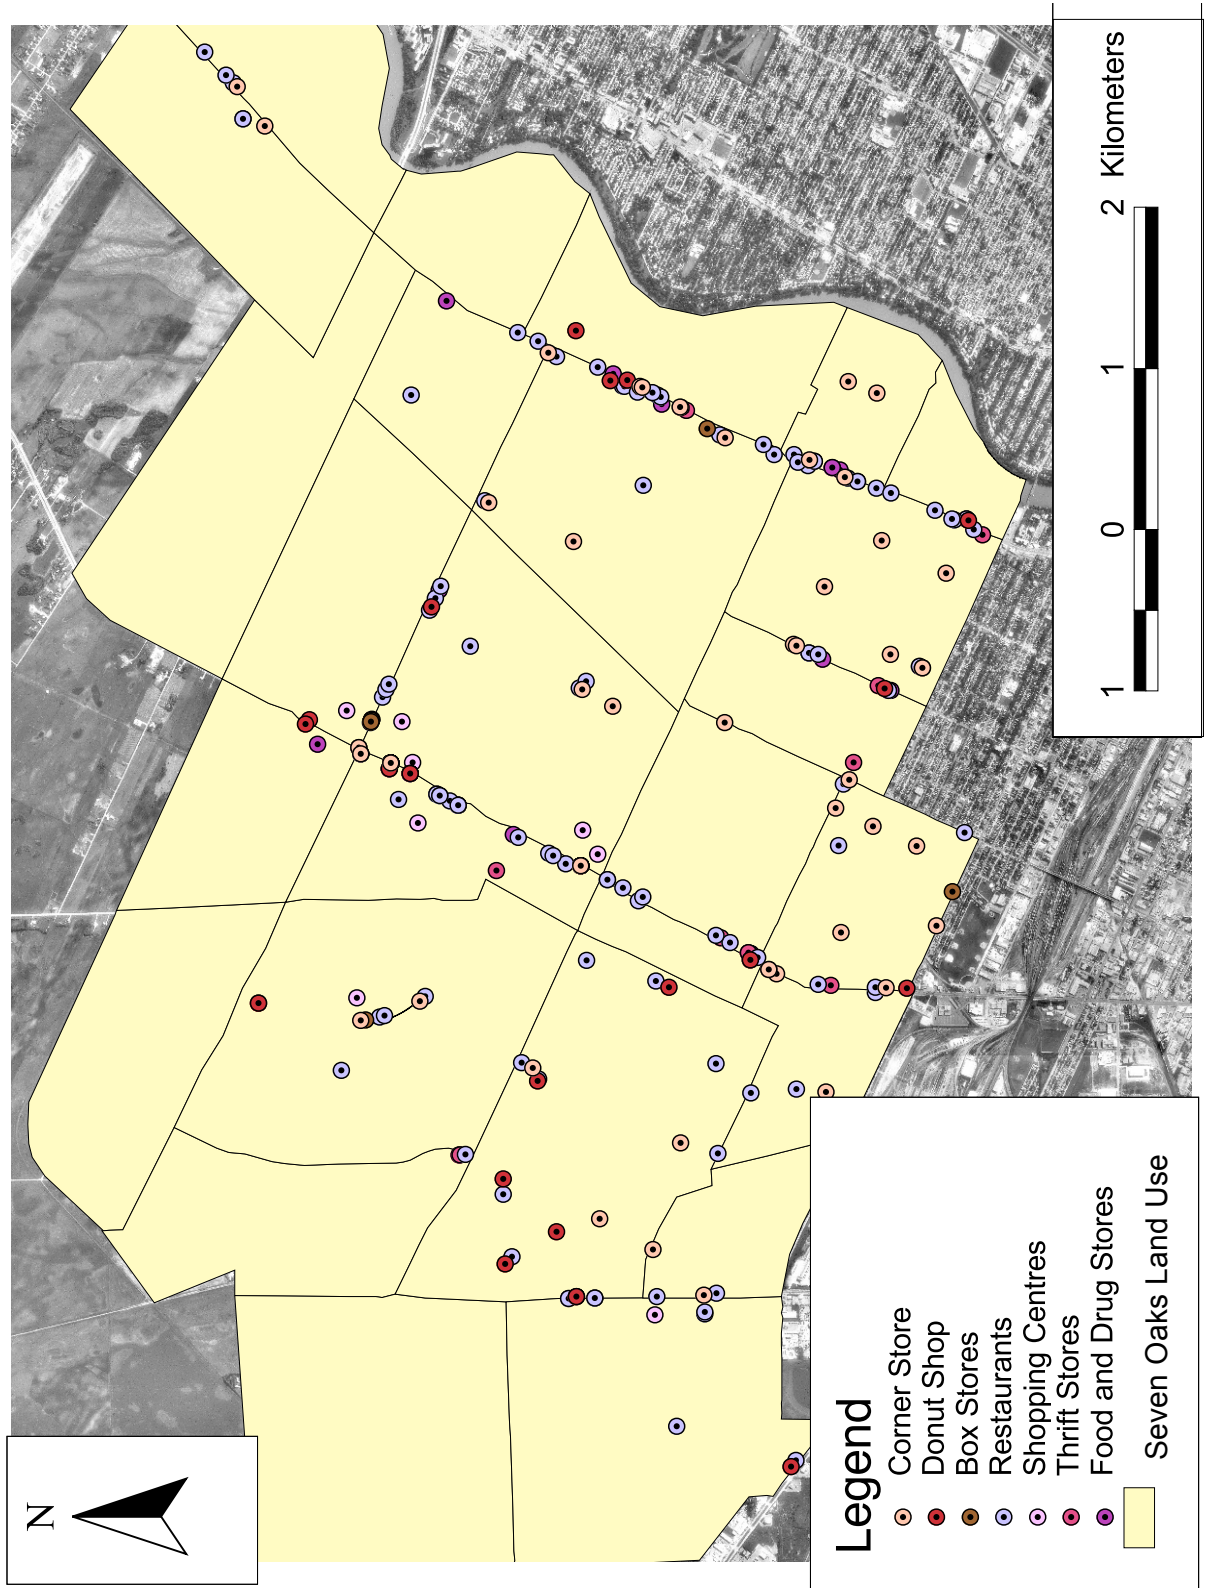 N
Legend
Corner Store
Donut Shop
Box Stores
Restaurants
Shopping Centres
Thrift Stores
Food and Drug Stores
Seven Oaks Land Use
1 0 1 2 Kilometers